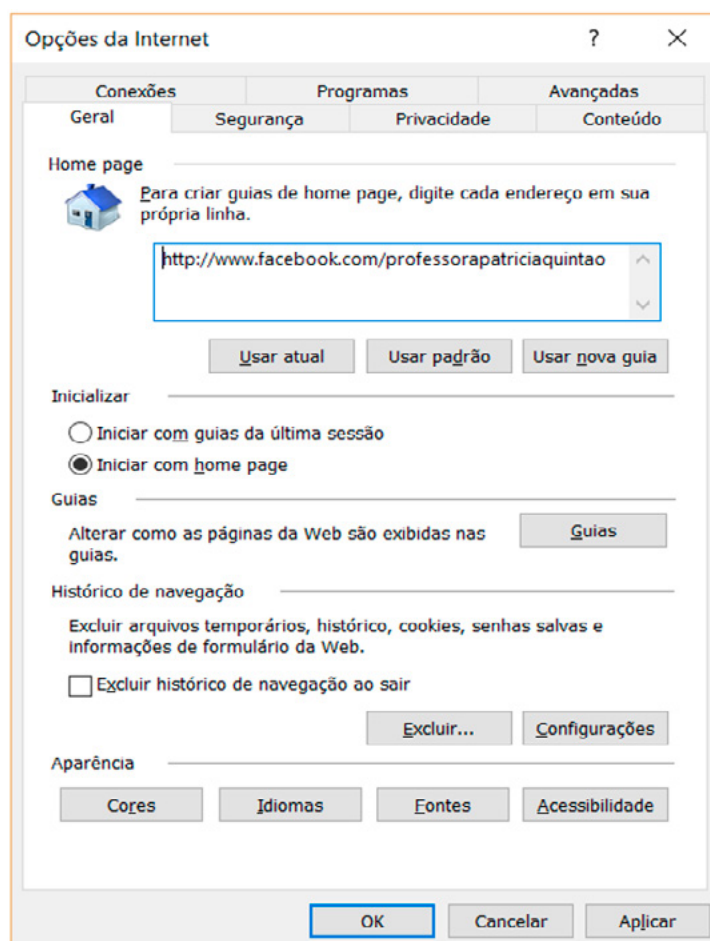 Opções da Internet
?
Conexões
Programas
Avançadas
Geral
Segurança
Privacidade
Conteúdo
Home page
Para criar guias de home page, digite cada endereço em sua
própria linha.
http://www.facebook.com/professorapatriciaquintao
Usar atual
Usar padrão
Usar nova guia
Inicializar
Iniciar com guias da última sessão
Iniciar com home page
Guias
Alterar como as páginas da Web são exibidas nas
guias.
Guias
Histórico de navegação
Excluir arquivos temporários, histórico, cookies, senhas salvas e
informações de formulário da Web.
Excluir histórico de navegação ao sair
Excluir...
Configurações
Aparência
Cores
Idiomas
Fontes
Acessibilidade
OK
Cancelar
Aplicar